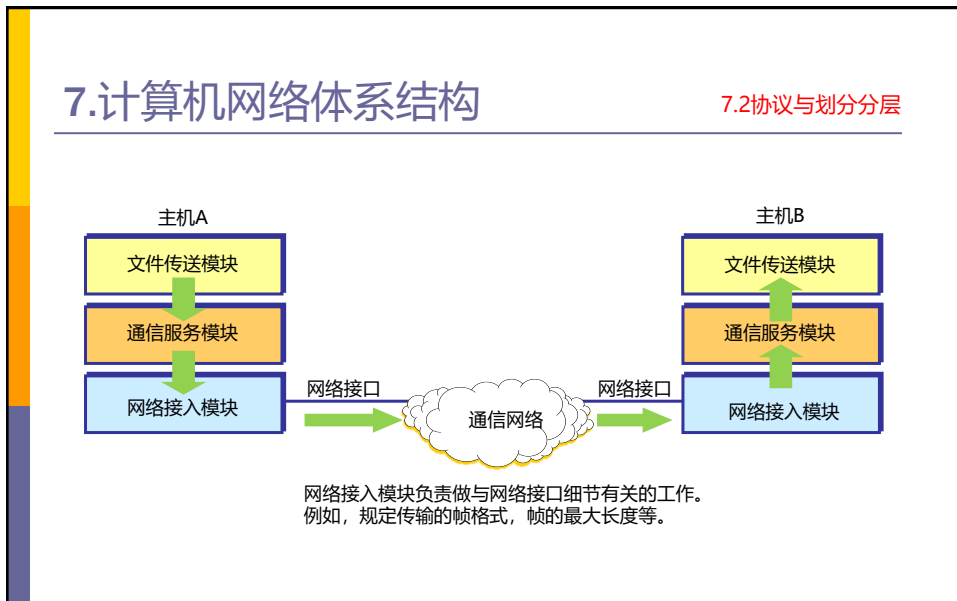 7.计算机网络体系结构
7.2协议与划分分层
主机A
主机B
文件传送模块
文件传送模块
通信服务模块
通信服务模块
网络接口
网络接口
网络接入模块
通信网络
网络接入模块
网络接入模块负责做与网络接口细节有关的工作。
例如，规定传输的帧格式，帧的最大长度等。